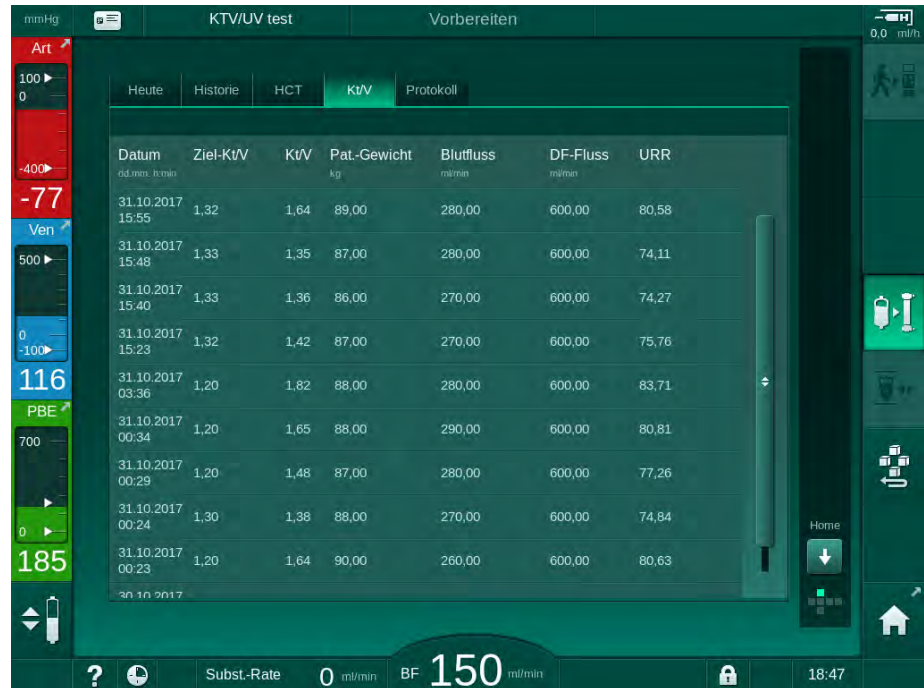 mmHg KTV/UV test Vorbereiten
0,0 ml/h
Art
100
0
-400
-77
Ven
500
0
-100
116
PBE
700
0
185
Heute Historie HCT Kt/V Protokoll
Datum Ziel-Kt/V Kt/V Pat.-Gewicht Blutfluss DF-Fluss URR
dd.mm. h:min kg ml/min ml/min
31.10.2017
15:55 1,32 1,64 89,00 280,00 600,00 80,58
31.10.2017
15:48 1,33 1,35 87,00 280,00 600,00 74,11
31.10.2017
15:40 1,33 1,36 86,00 270,00 600,00 74,27
31.10.2017
15:23 1,32 1,42 87,00 270,00 600,00 75,76
31.10.2017
03:36 1,20 1,82 88,00 280,00 600,00 83,71
31.10.2017
00:34 1,20 1,65 88,00 290,00 600,00 80,81
31.10.2017
00:29 1,20 1,48 87,00 280,00 600,00 77,26
31.10.2017
00:24 1,30 1,38 88,00 270,00 600,00 74,84
31.10.2017
00:23 1,20 1,64 90,00 260,00 600,00 80,63
30.10.2017
Home
? Subst.-Rate 0 ml/min BF 150 ml/min 18:47